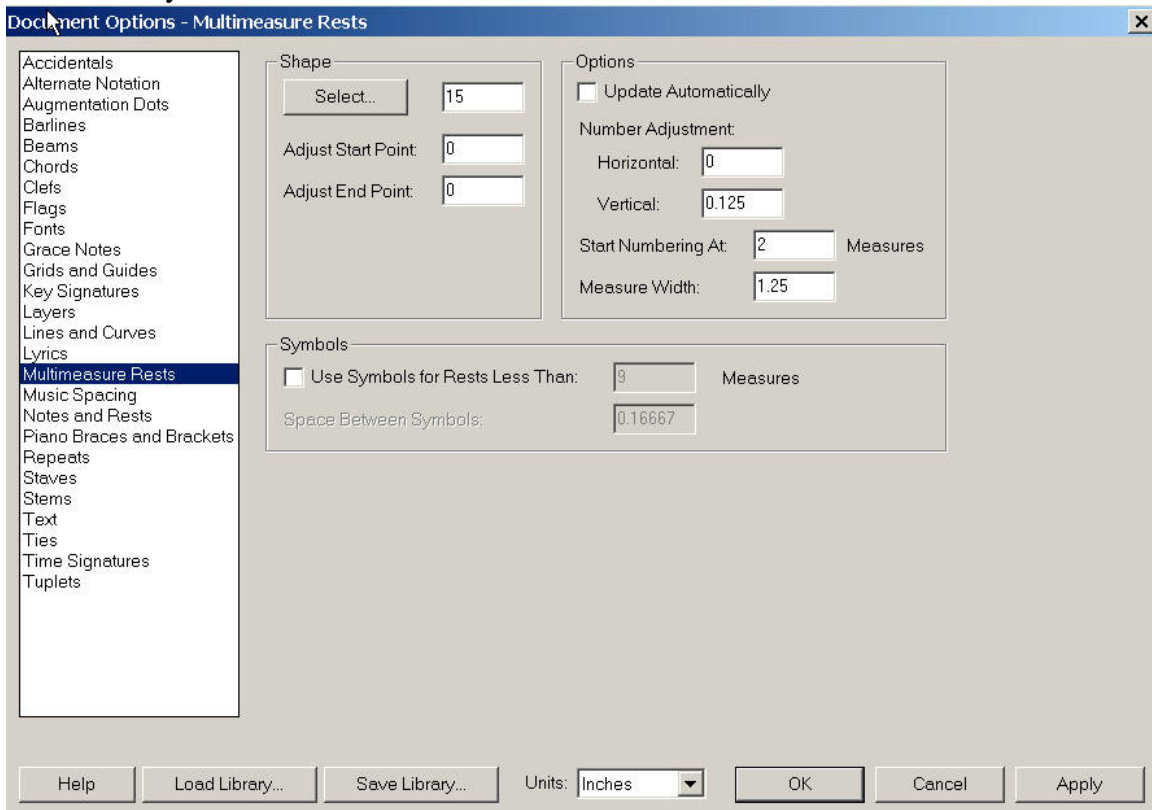 Document Options - Multimeasure Rests
Accidentals
Alternate Notation
Augmentation Dots
Barlines
Beams
Chords
Clefs
Flags
Fonts
Grace Notes
Grids and Guides
Key Signatures
Layers
Lines and Curves
Lyrics
Multimeasure Rests
Music Spacing
Notes and Rests
Piano Braces and Brackets
Repeats
Staves
Stems
Text
Ties
Time Signatures
Tuplets
Shape
Select... 15
Adjust Start Point: 0
Adjust End Point: 0
Options
Update Automatically
Number Adjustment:
Horizontal: 0
Vertical: 0.125
Start Numbering At: 2 Measures
Measure Width: 1.25
Symbols
Use Symbols for Rests Less Than: 9 Measures
Space Between Symbols: 0.16667
Help Load Library... Save Library... Units: Inches OK Cancel Apply